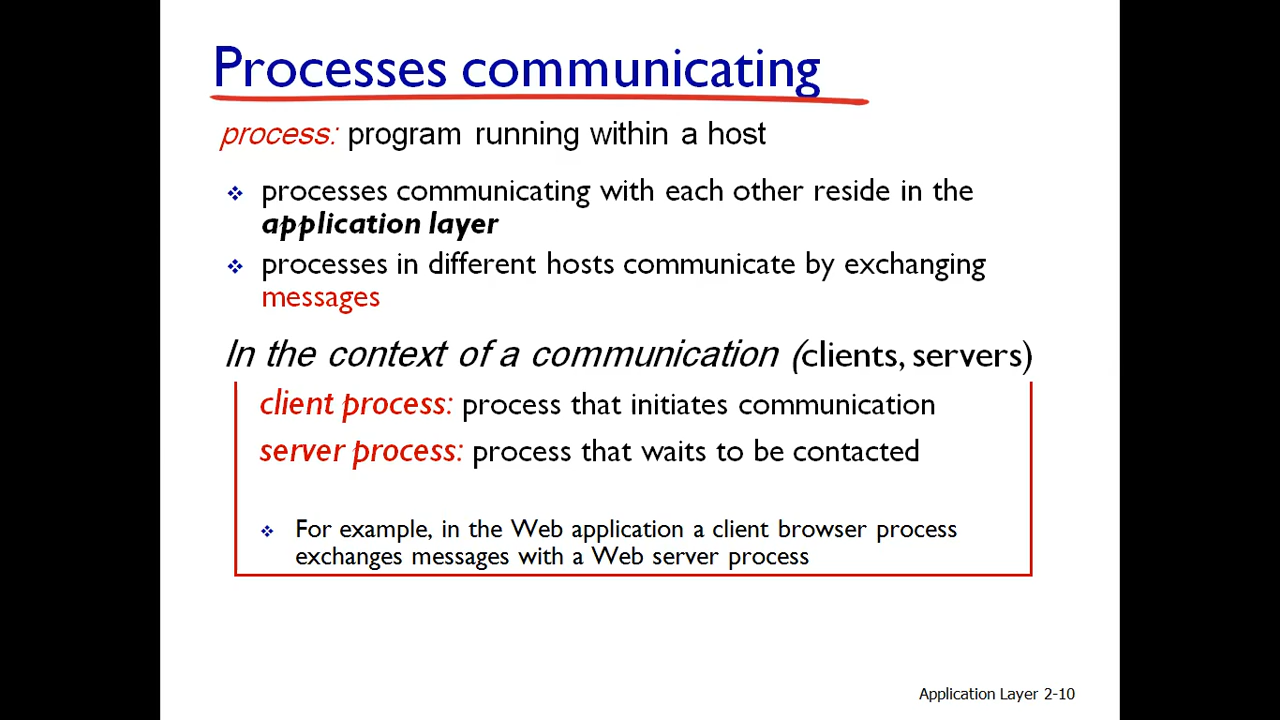 Processes communicating
process: program running within a host
❖ processes communicating with each other reside in the
application layer
❖ processes in different hosts communicate by exchanging
messages
In the context of a communication (clients, servers)
client process: process that initiates communication
server process: process that waits to be contacted
❖ For example, in the Web application a client browser process
exchanges messages with a Web server process
Application Layer 2-10